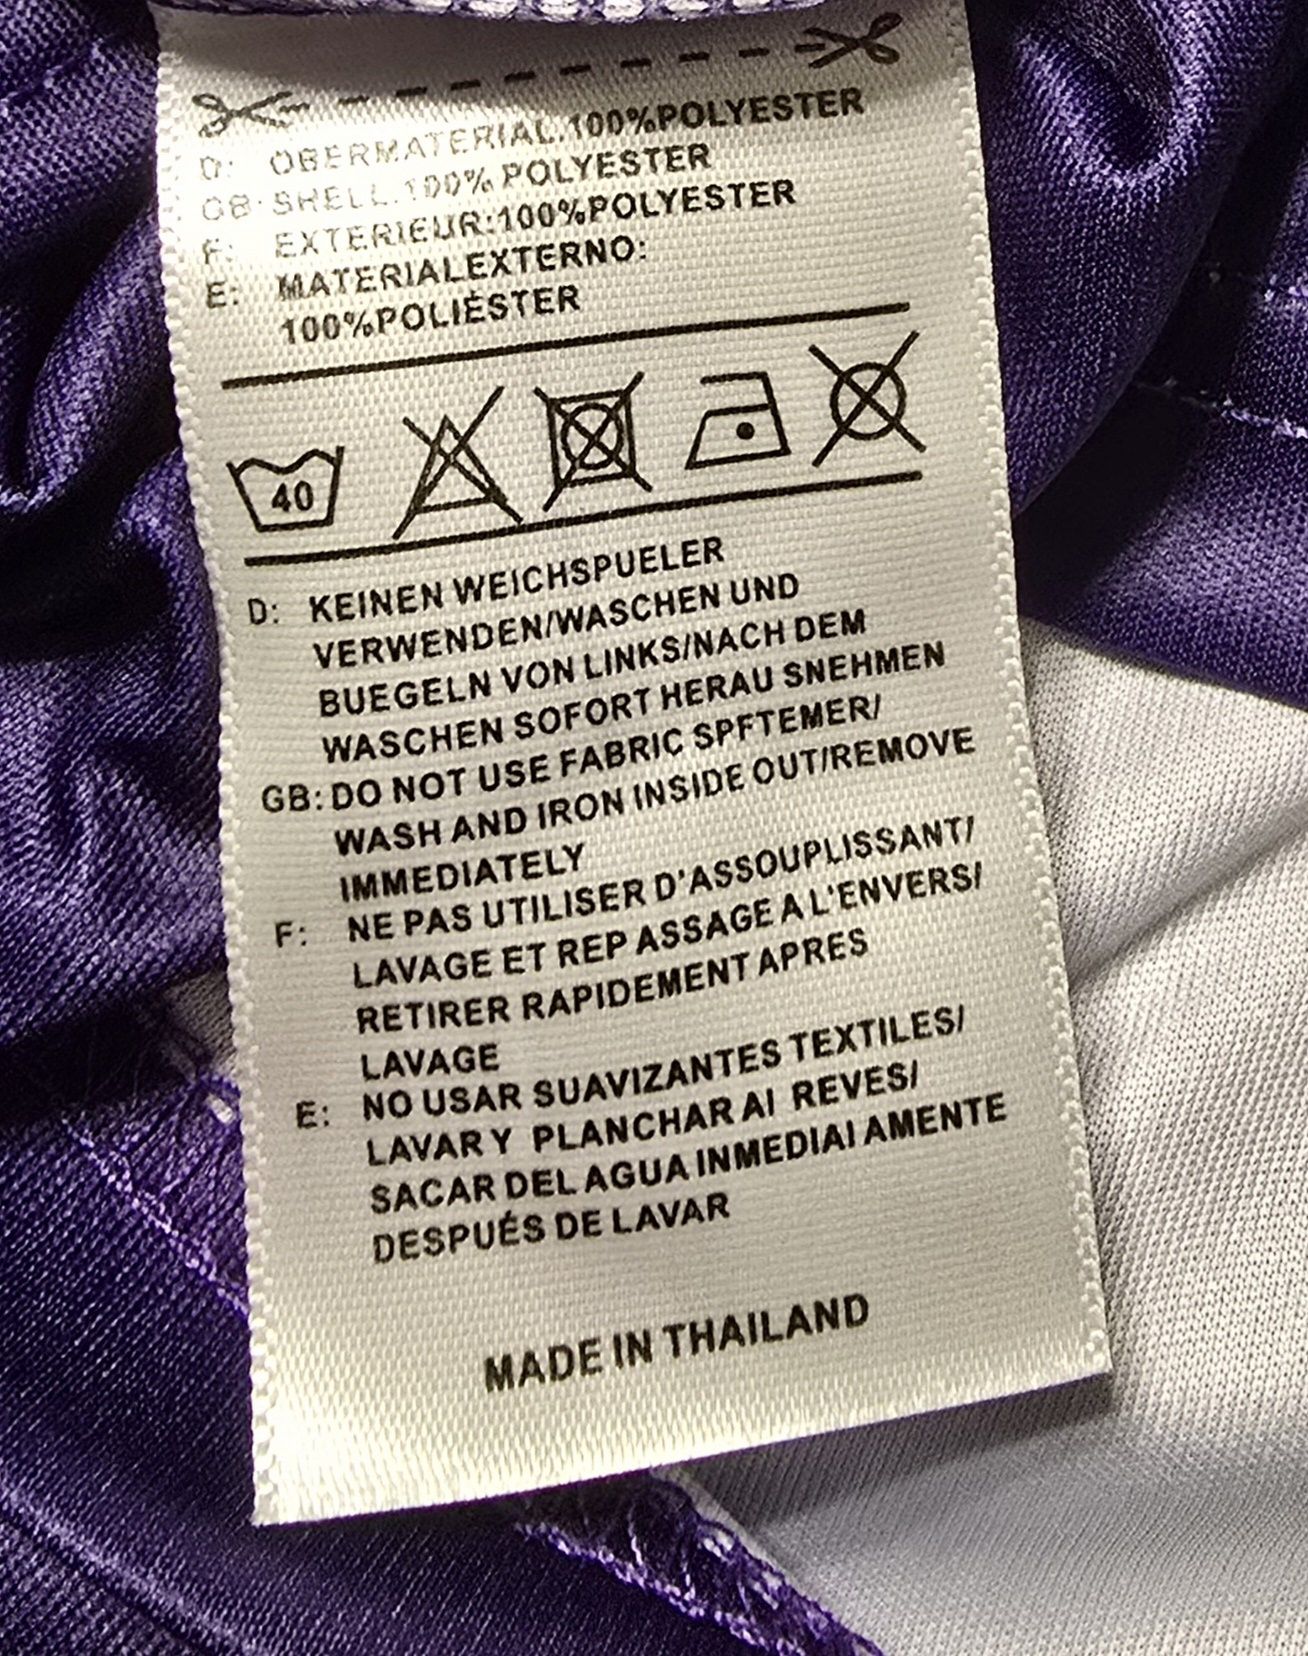 D: OBERMATERIAL.100%POLYESTER
GB: SHELL.100% POLYESTER
F: EXTERIEUR:100%POLYESTER
E: MATERIALEXTERNO:
100%POLIÉSTER
40
D: KEINEN WEICHSPUELER
VERWENDEN/WASCHEN UND
BUEGELN VON LINKS/NACH DEM
WASCHEN SOFORT HERAU SNEHMEN
GB: DO NOT USE FABRIC SPFTEMER/
WASH AND IRON INSIDE OUT/REMOVE
IMMEDIATELY
F: NE PAS UTILISER D'ASSOUPLISSANT/
LAVAGE ET REP ASSAGE A L'ENVERS/
RETIRER RAPIDEMENT APRES
LAVAGE
E: NO USAR SUAVIZANTES TEXTILES/
LAVAR Y PLANCHAR AI REVES/
SACAR DEL AGUA INMEDIAI AMENTE
DESPUÉS DE LAVAR
MADE IN THAILAND